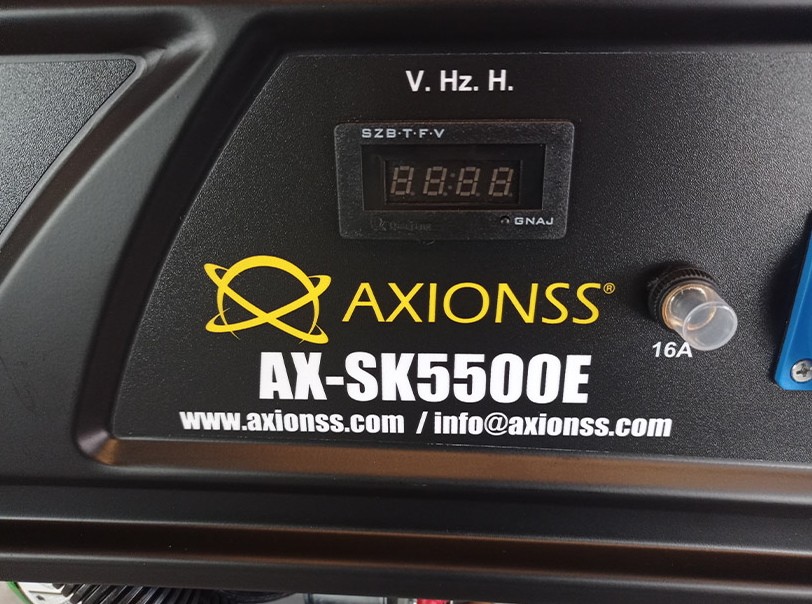 V. Hz. H.
SZB·T·F·V
GNAJ
AXIONSS®
16A
AX-SK5500E
www.axionss.com / info@axionss.com